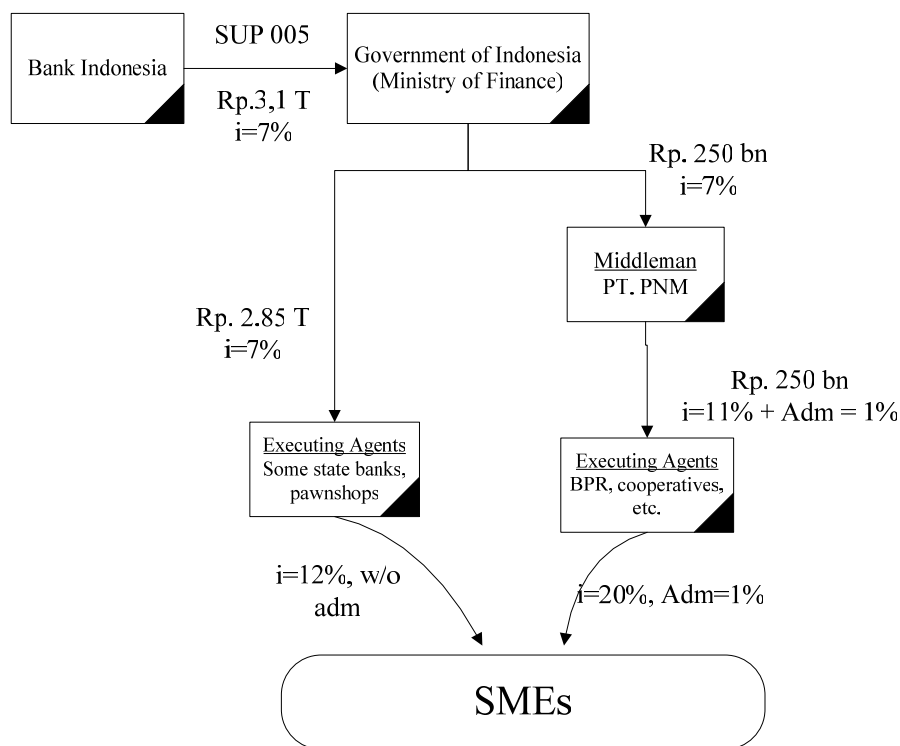 SUP 005
Bank Indonesia
Government of Indonesia
(Ministry of Finance)
Rp.3,1 T
i=7%
Rp. 250 bn
i=7%
Middleman
PT. PNM
Rp. 2.85 T
i=7%
Rp. 250 bn
i=11% + Adm = 1%
Executing Agents
Some state banks,
pawnshops
Executing Agents
BPR, cooperatives,
etc.
i=12%, w/o
adm
i=20%, Adm=1%
SMEs